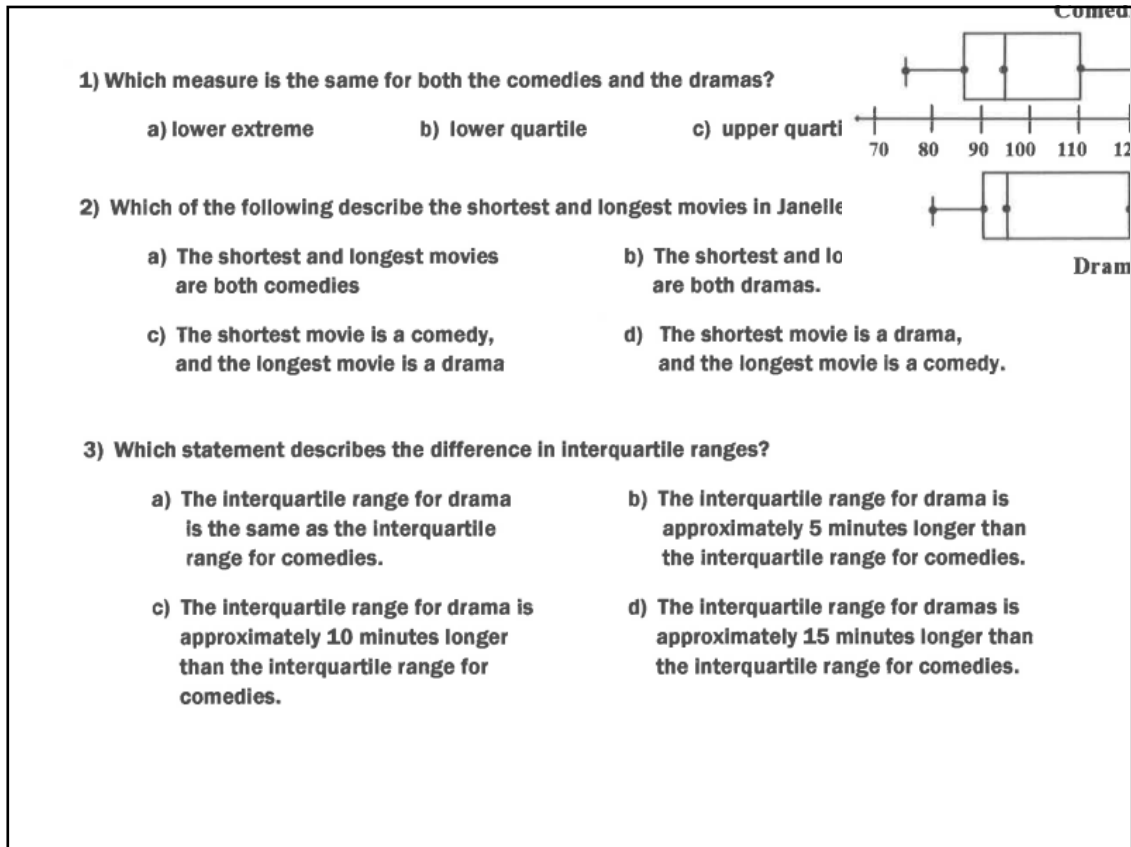 Comed
1) Which measure is the same for both the comedies and the dramas?
a) lower extreme b) lower quartile c) upper quarti
70 80 90 100 110 12
2) Which of the following describe the shortest and longest movies in Janelle
a) The shortest and longest movies
are both comedies
b) The shortest and lo
are both dramas.
Dram
c) The shortest movie is a comedy,
and the longest movie is a drama
d) The shortest movie is a drama,
and the longest movie is a comedy.
3) Which statement describes the difference in interquartile ranges?
a) The interquartile range for drama
is the same as the interquartile
range for comedies.
b) The interquartile range for drama is
approximately 5 minutes longer than
the interquartile range for comedies.
c) The interquartile range for drama is
approximately 10 minutes longer
than the interquartile range for
comedies.
d) The interquartile range for dramas is
approximately 15 minutes longer than
the interquartile range for comedies.